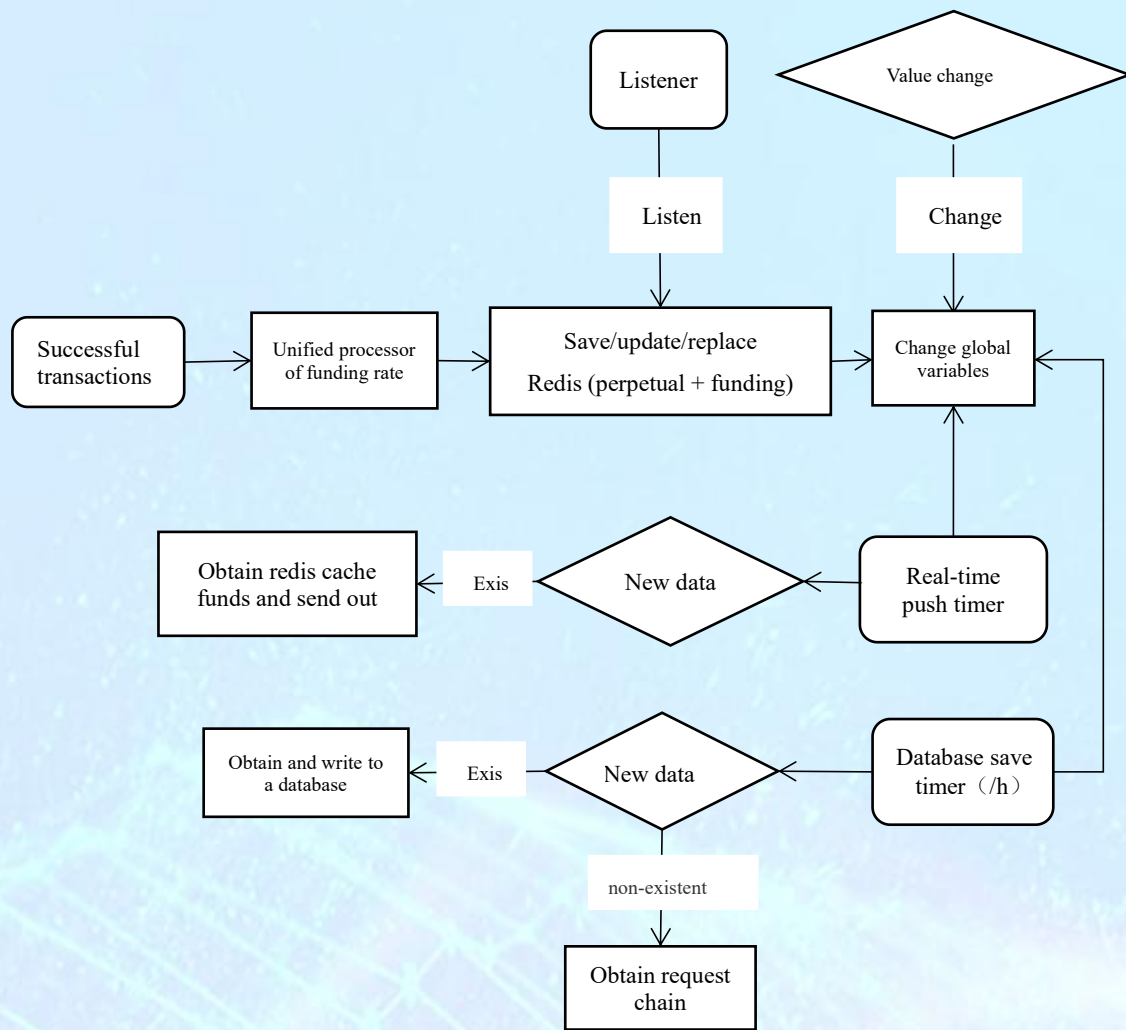 Listener
Value change
Listen
Change
Successful
transactions
Unified processor
of funding rate
Save/update/replace
Redis (perpetual + funding)
Change global
variables
Obtain redis cache
funds and send out
Exis
New data
Real-time
push timer
Obtain and write to
a database
Exis
New data
Database save
timer（/h）
non-existent
Obtain request
chain